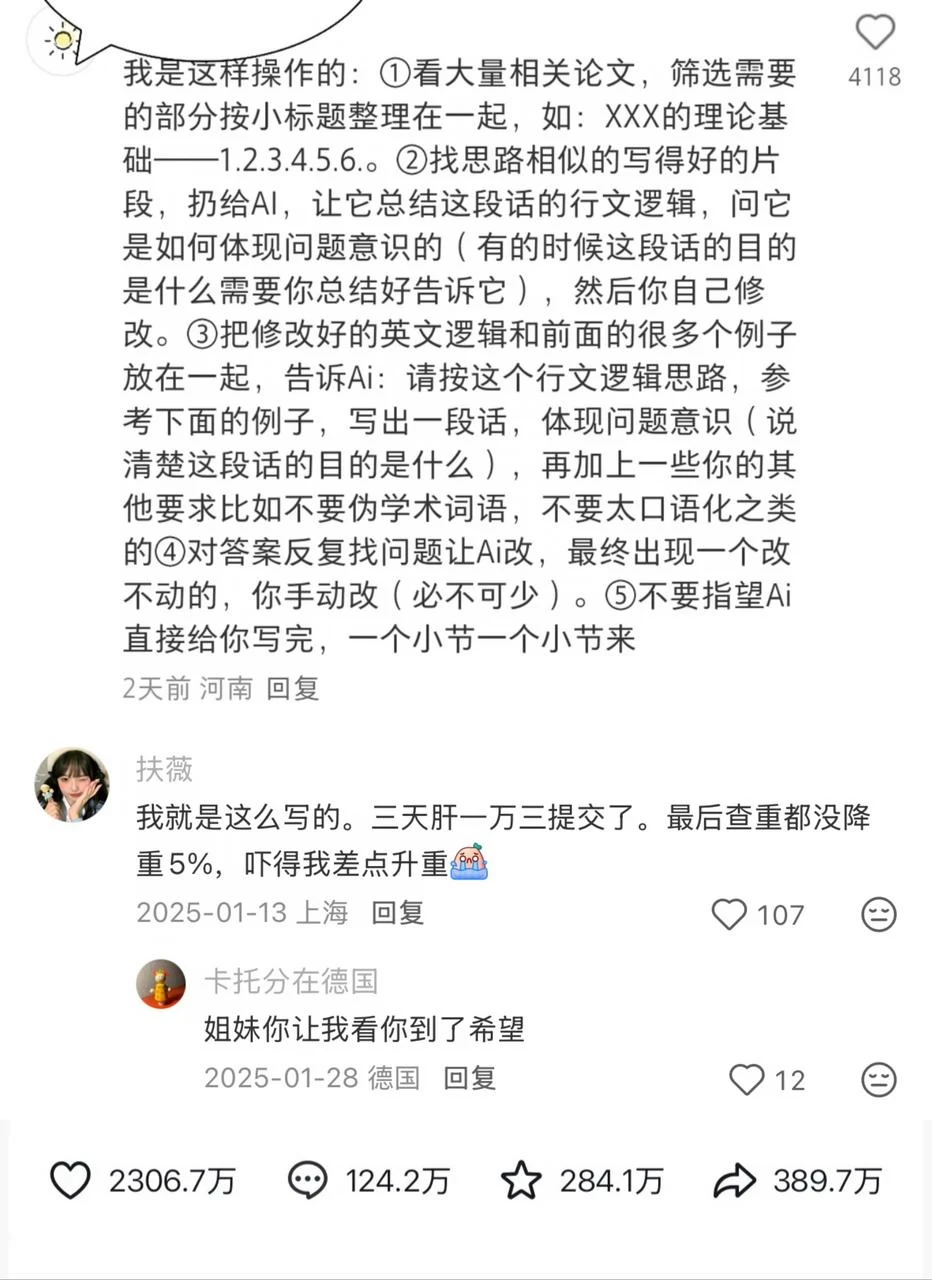 4118
我是这样操作的：①看大量相关论文，筛选需要
的部分按小标题整理在一起，如：XXX的理论基
础——1.2.3.4.5.6.。②找思路相似的写得好的片
段，扔给AI，让它总结这段话的行文逻辑，问它
是如何体现问题意识的（有的时候这段话的目的
是什么需要你总结好告诉它），然后你自己修
改。③把修改好的英文逻辑和前面的很多个例子
放在一起，告诉Ai：请按这个行文逻辑思路，参
考下面的例子，写出一段话，体现问题意识（说
清楚这段话的目的是什么），再加上一些你的其
他要求比如不要伪学术词语，不要太口语化之类
的④对答案反复找问题让Ai改，最终出现一个改
不动的，你手动改（必不可少）。⑤不要指望Ai
直接给你写完，一个小节一个小节来
2天前 河南 回复
扶薇
我就是这么写的。三天肝一万三提交了。最后查重都没降
重5%，吓得我差点升重
2025-01-13 上海 回复 107
卡托分在德国
姐妹你让我看你到了希望
2025-01-28 德国 回复 12
2306.7万 124.2万 284.1万 389.7万